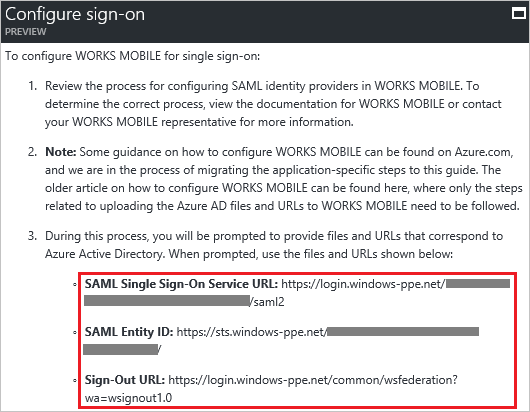 Configure sign-on
PREVIEW
To configure WORKS MOBILE for single sign-on:
1. Review the process for configuring SAML identity providers in WORKS MOBILE. To
determine the correct process, view the documentation for WORKS MOBILE or contact
your WORKS MOBILE representative for more information.
2. Note: Some guidance on how to configure WORKS MOBILE can be found on Azure.com,
and we are in the process of migrating the application-specific steps to this guide. The
older article on how to configure WORKS MOBILE can be found here, where only the steps
related to uploading the Azure AD files and URLs to WORKS MOBILE need to be followed.
3. During this process, you will be prompted to provide files and URLs that correspond to
Azure Active Directory. When prompted, use the files and URLs shown below:
SAML Single Sign-On Service URL: https://login.windows-ppe.net/
/saml2
SAML Entity ID: https://sts.windows-ppe.net/
/
Sign-Out URL: https://login.windows-ppe.net/common/wsfederation?
wa=wsignout1.0